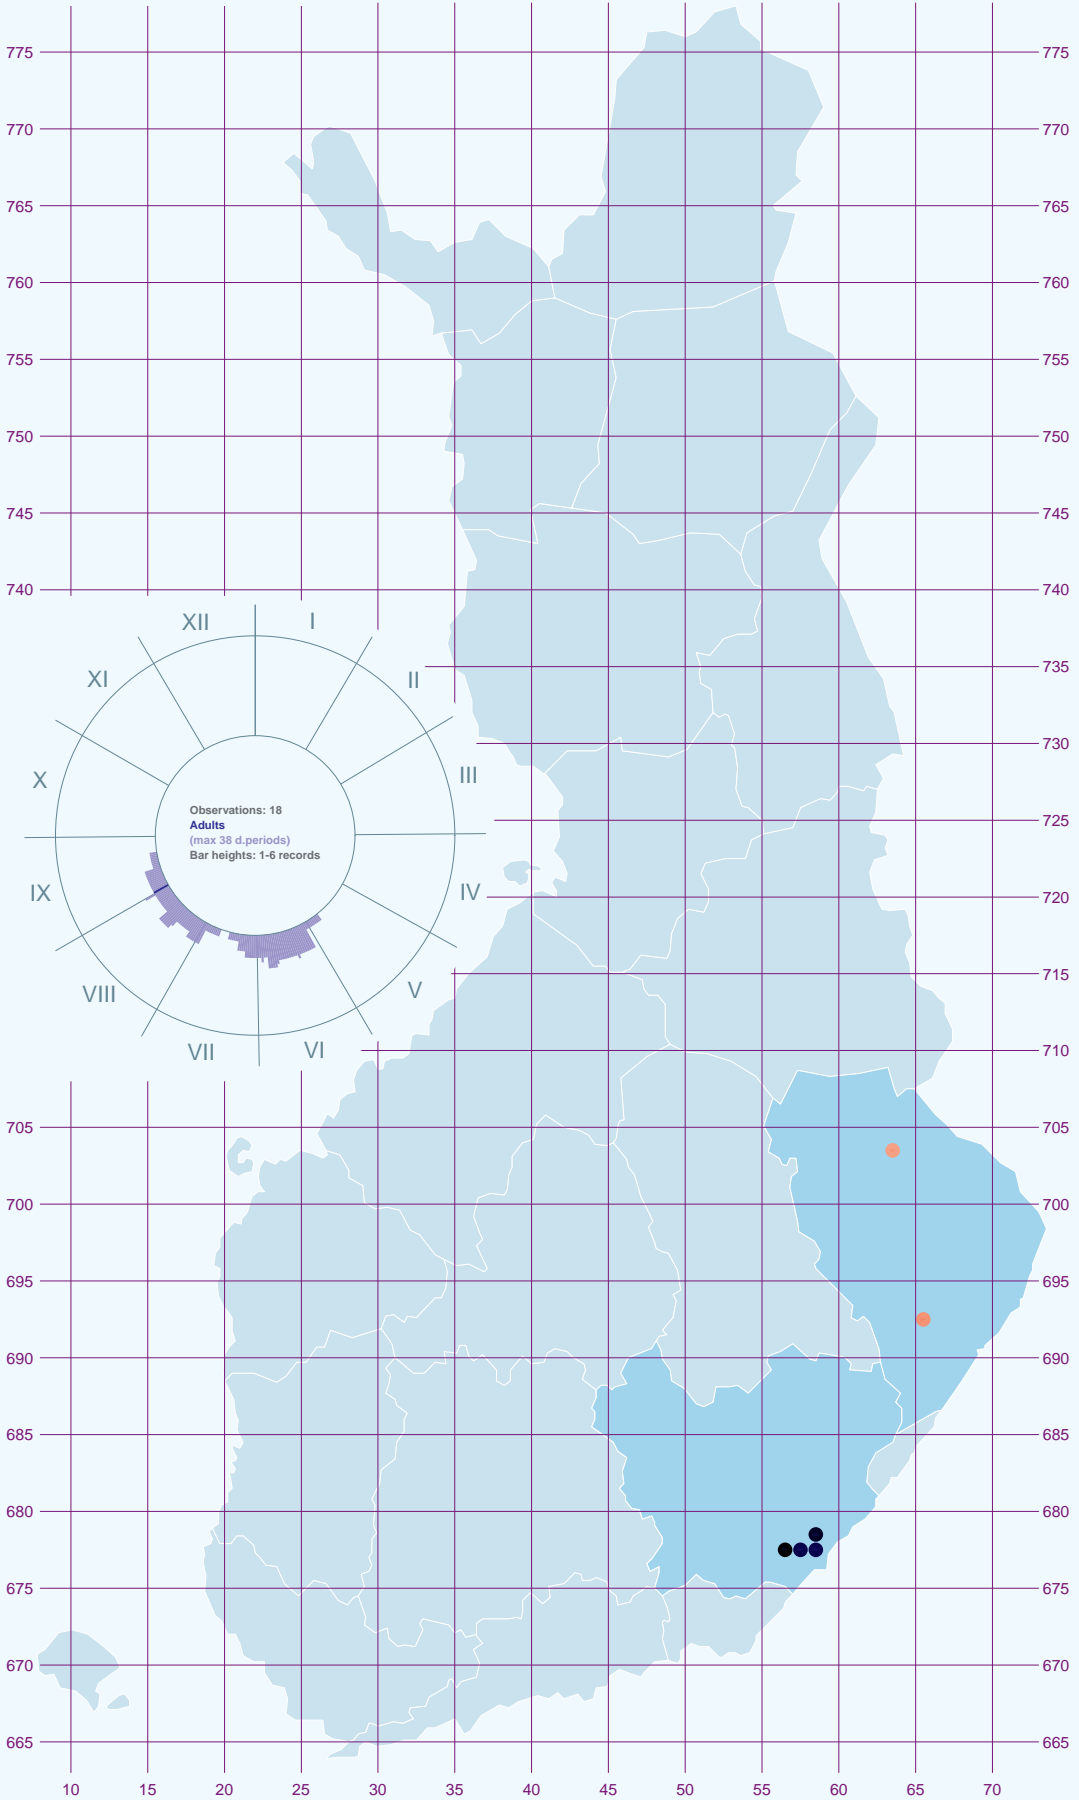 775 775
770 770
765 765
760 760
755 755
750 750
745 745
740 740
XII I
XI II
735
730
X III
725
Observations: 18
Adults
(max 38 d.periods)
Bar heights: 1-6 records
IX IV
720
VIII V
715
VII VI
710
705 705
700 700
695 695
690 690
685 685
680 680
675 675
670 670
665 665
10 15 20 25 30 35 40 45 50 55 60 65 70